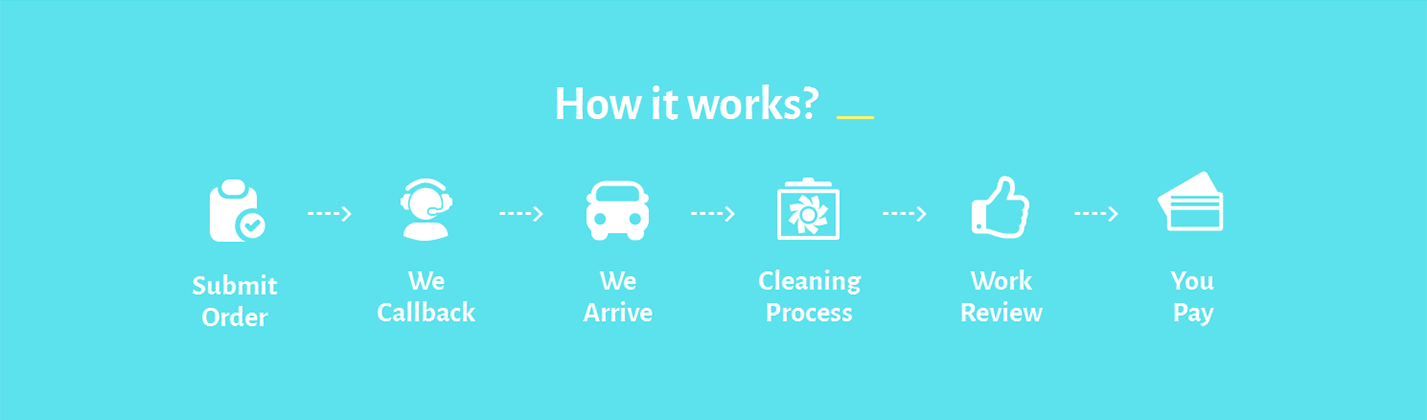 How it works?
Submit
Order
We
Callback
We
Arrive
Cleaning
Process
Work
Review
You
Pay